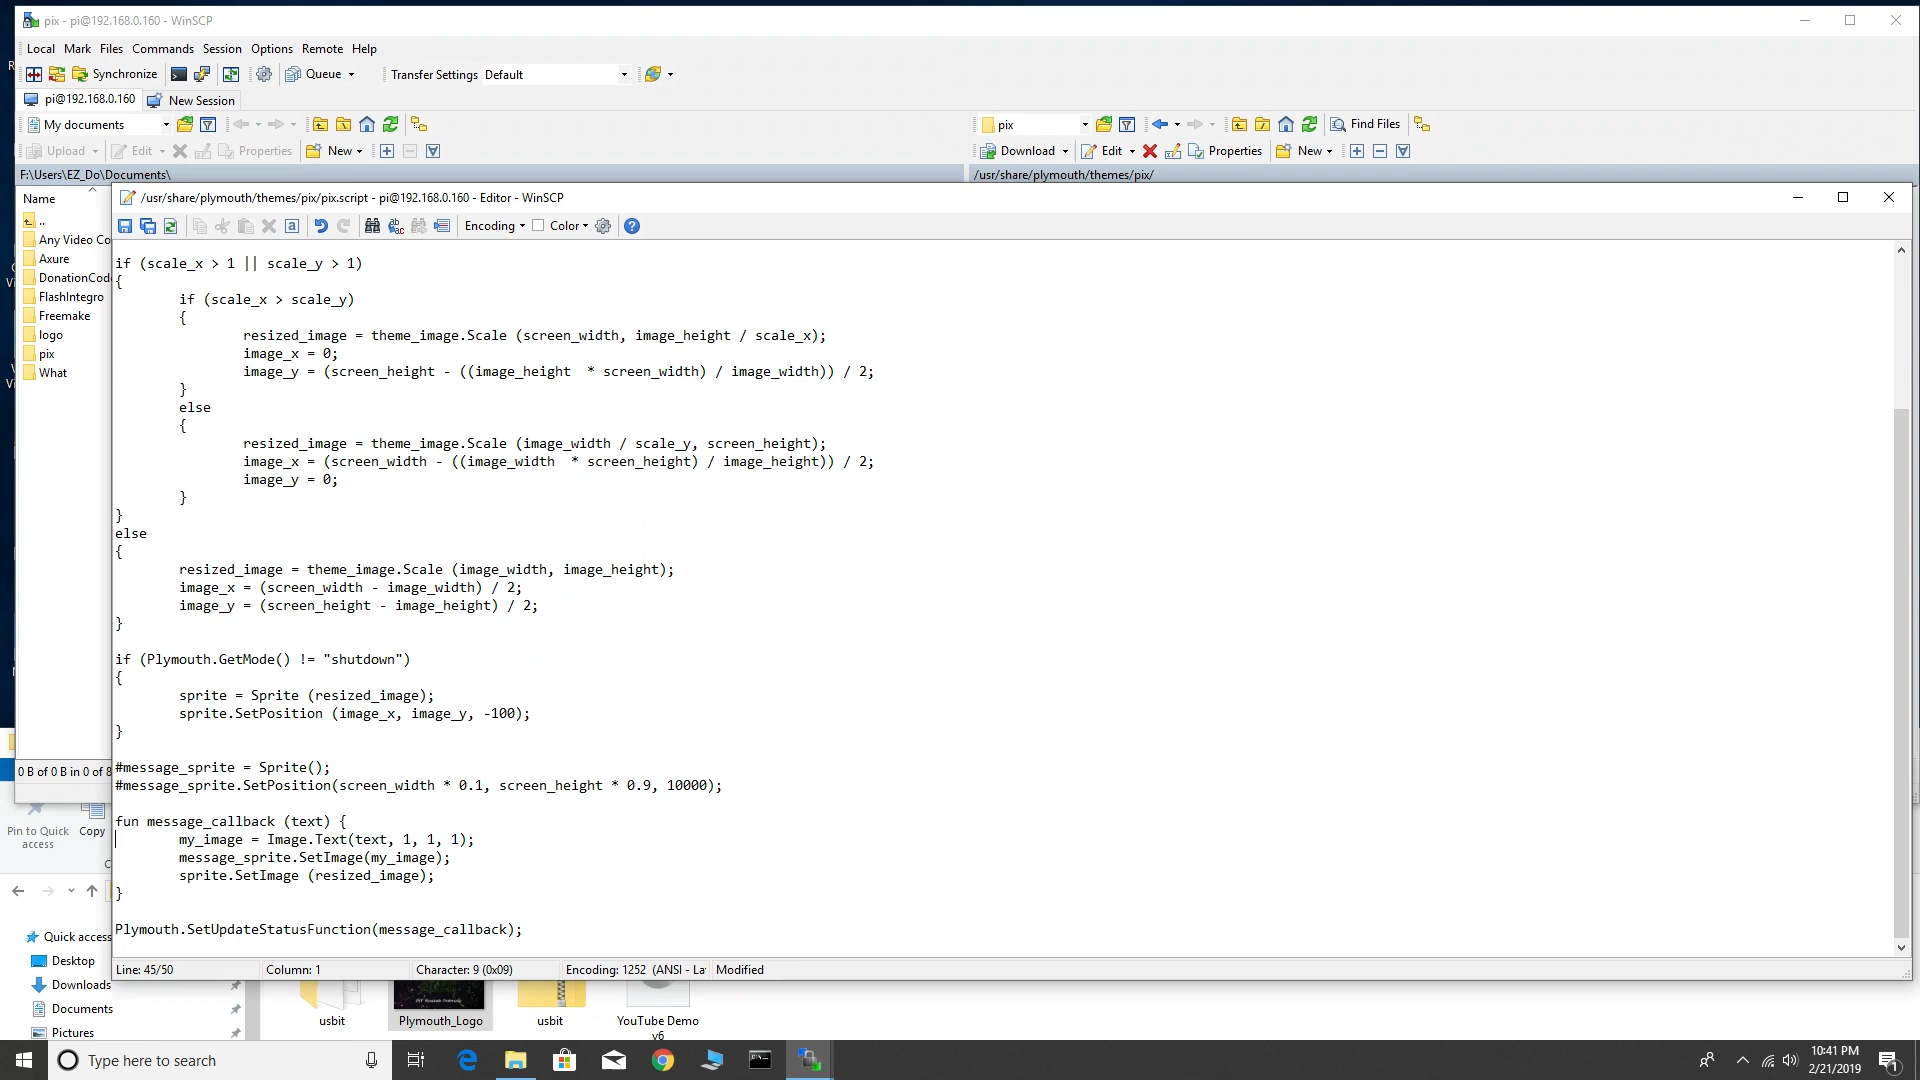 pix - pi@192.168.0.160 - WinSCP
Local Mark Files Commands Session Options Remote Help
Synchronize Queue Transfer Settings Default
pi@192.168.0.160 New Session
My documents pix Find Files
Upload Edit Properties New Download Edit Properties New
F:\Users\EZ_Do\Documents\ /usr/share/plymouth/themes/pix/
Name
..
Any Video Co
Axure
DonationCod
FlashIntegro
Freemake
logo
pix
What
0 B of 0 B in 0 of 8
/usr/share/plymouth/themes/pix/pix.script - pi@192.168.0.160 - Editor - WinSCP
Encoding Color
if (scale_x > 1 || scale_y > 1)
{
if (scale_x > scale_y)
{
resized_image = theme_image.Scale (screen_width, image_height / scale_x);
image_x = 0;
image_y = (screen_height - ((image_height  * screen_width) / image_width)) / 2;
}
else
{
resized_image = theme_image.Scale (image_width / scale_y, screen_height);
image_x = (screen_width - ((image_width  * screen_height) / image_height)) / 2;
image_y = 0;
}
}
else
{
resized_image = theme_image.Scale (image_width, image_height);
image_x = (screen_width - image_width) / 2;
image_y = (screen_height - image_height) / 2;
}
if (Plymouth.GetMode() != "shutdown")
{
sprite = Sprite (resized_image);
sprite.SetPosition (image_x, image_y, -100);
}
#message_sprite = Sprite();
#message_sprite.SetPosition(screen_width * 0.1, screen_height * 0.9, 10000);
fun message_callback (text) {
my_image = Image.Text(text, 1, 1, 1);
message_sprite.SetImage(my_image);
sprite.SetImage (resized_image);
}
Plymouth.SetUpdateStatusFunction(message_callback);
Line: 45/50 Column: 1 Character: 9 (0x09) Encoding: 1252 (ANSI - La Modified
Pin to Quick access
Copy
Quick access
Desktop
Downloads
Documents
Pictures
usbit
Plymouth_Logo
usbit
YouTube Demo v6
Type here to search
10:41 PM
2/21/2019
1